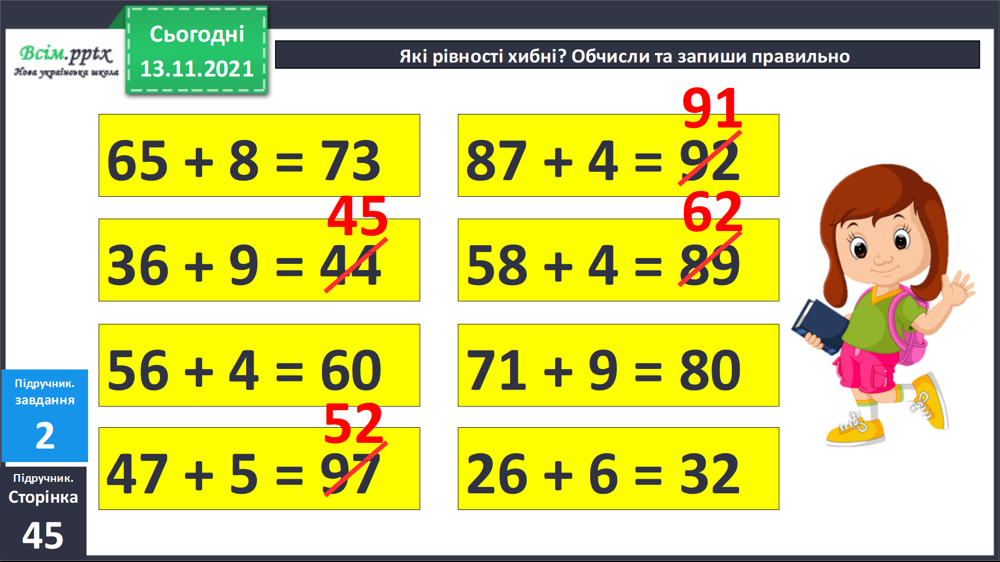 Всім.pptx
Нова українська школа
Сьогодні
13.11.2021
Які рівності хибні? Обчисли та запиши правильно
65 + 8 = 73
91
87 + 4 = 92
45
36 + 9 = 44
62
58 + 4 = 89
56 + 4 = 60
71 + 9 = 80
52
47 + 5 = 97
26 + 6 = 32
Підручник.
завдання
2
Підручник.
Сторінка
45